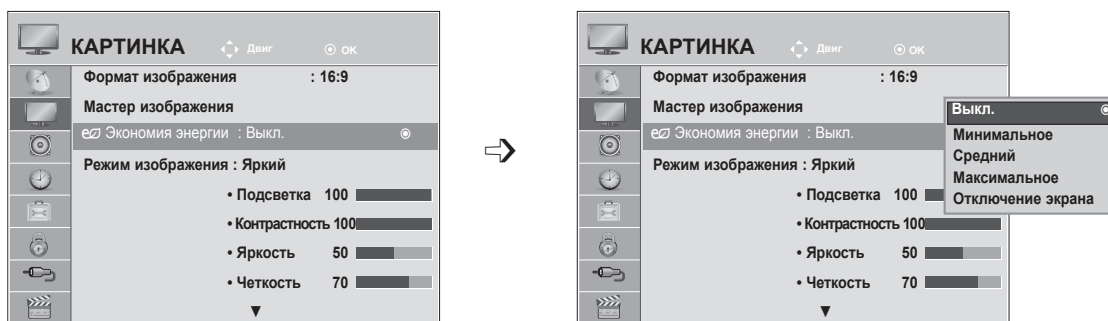 КАРТИНКА Двиг ОК
Формат изображения : 16:9
Мастер изображения
Экономия энергии : Выкл.
Режим изображения : Яркий
• Подсветка 100
• Контрастность 100
• Яркость 50
• Четкость 70
КАРТИНКА Двиг ОК
Формат изображения : 16:9
Мастер изображения
Экономия энергии : Выкл.
Режим изображения : Яркий
• Подсветка 100
• Контрастность 100
• Яркость 50
• Четкость 70
Выкл.
Минимальное
Средний
Максимальное
Отключение экрана